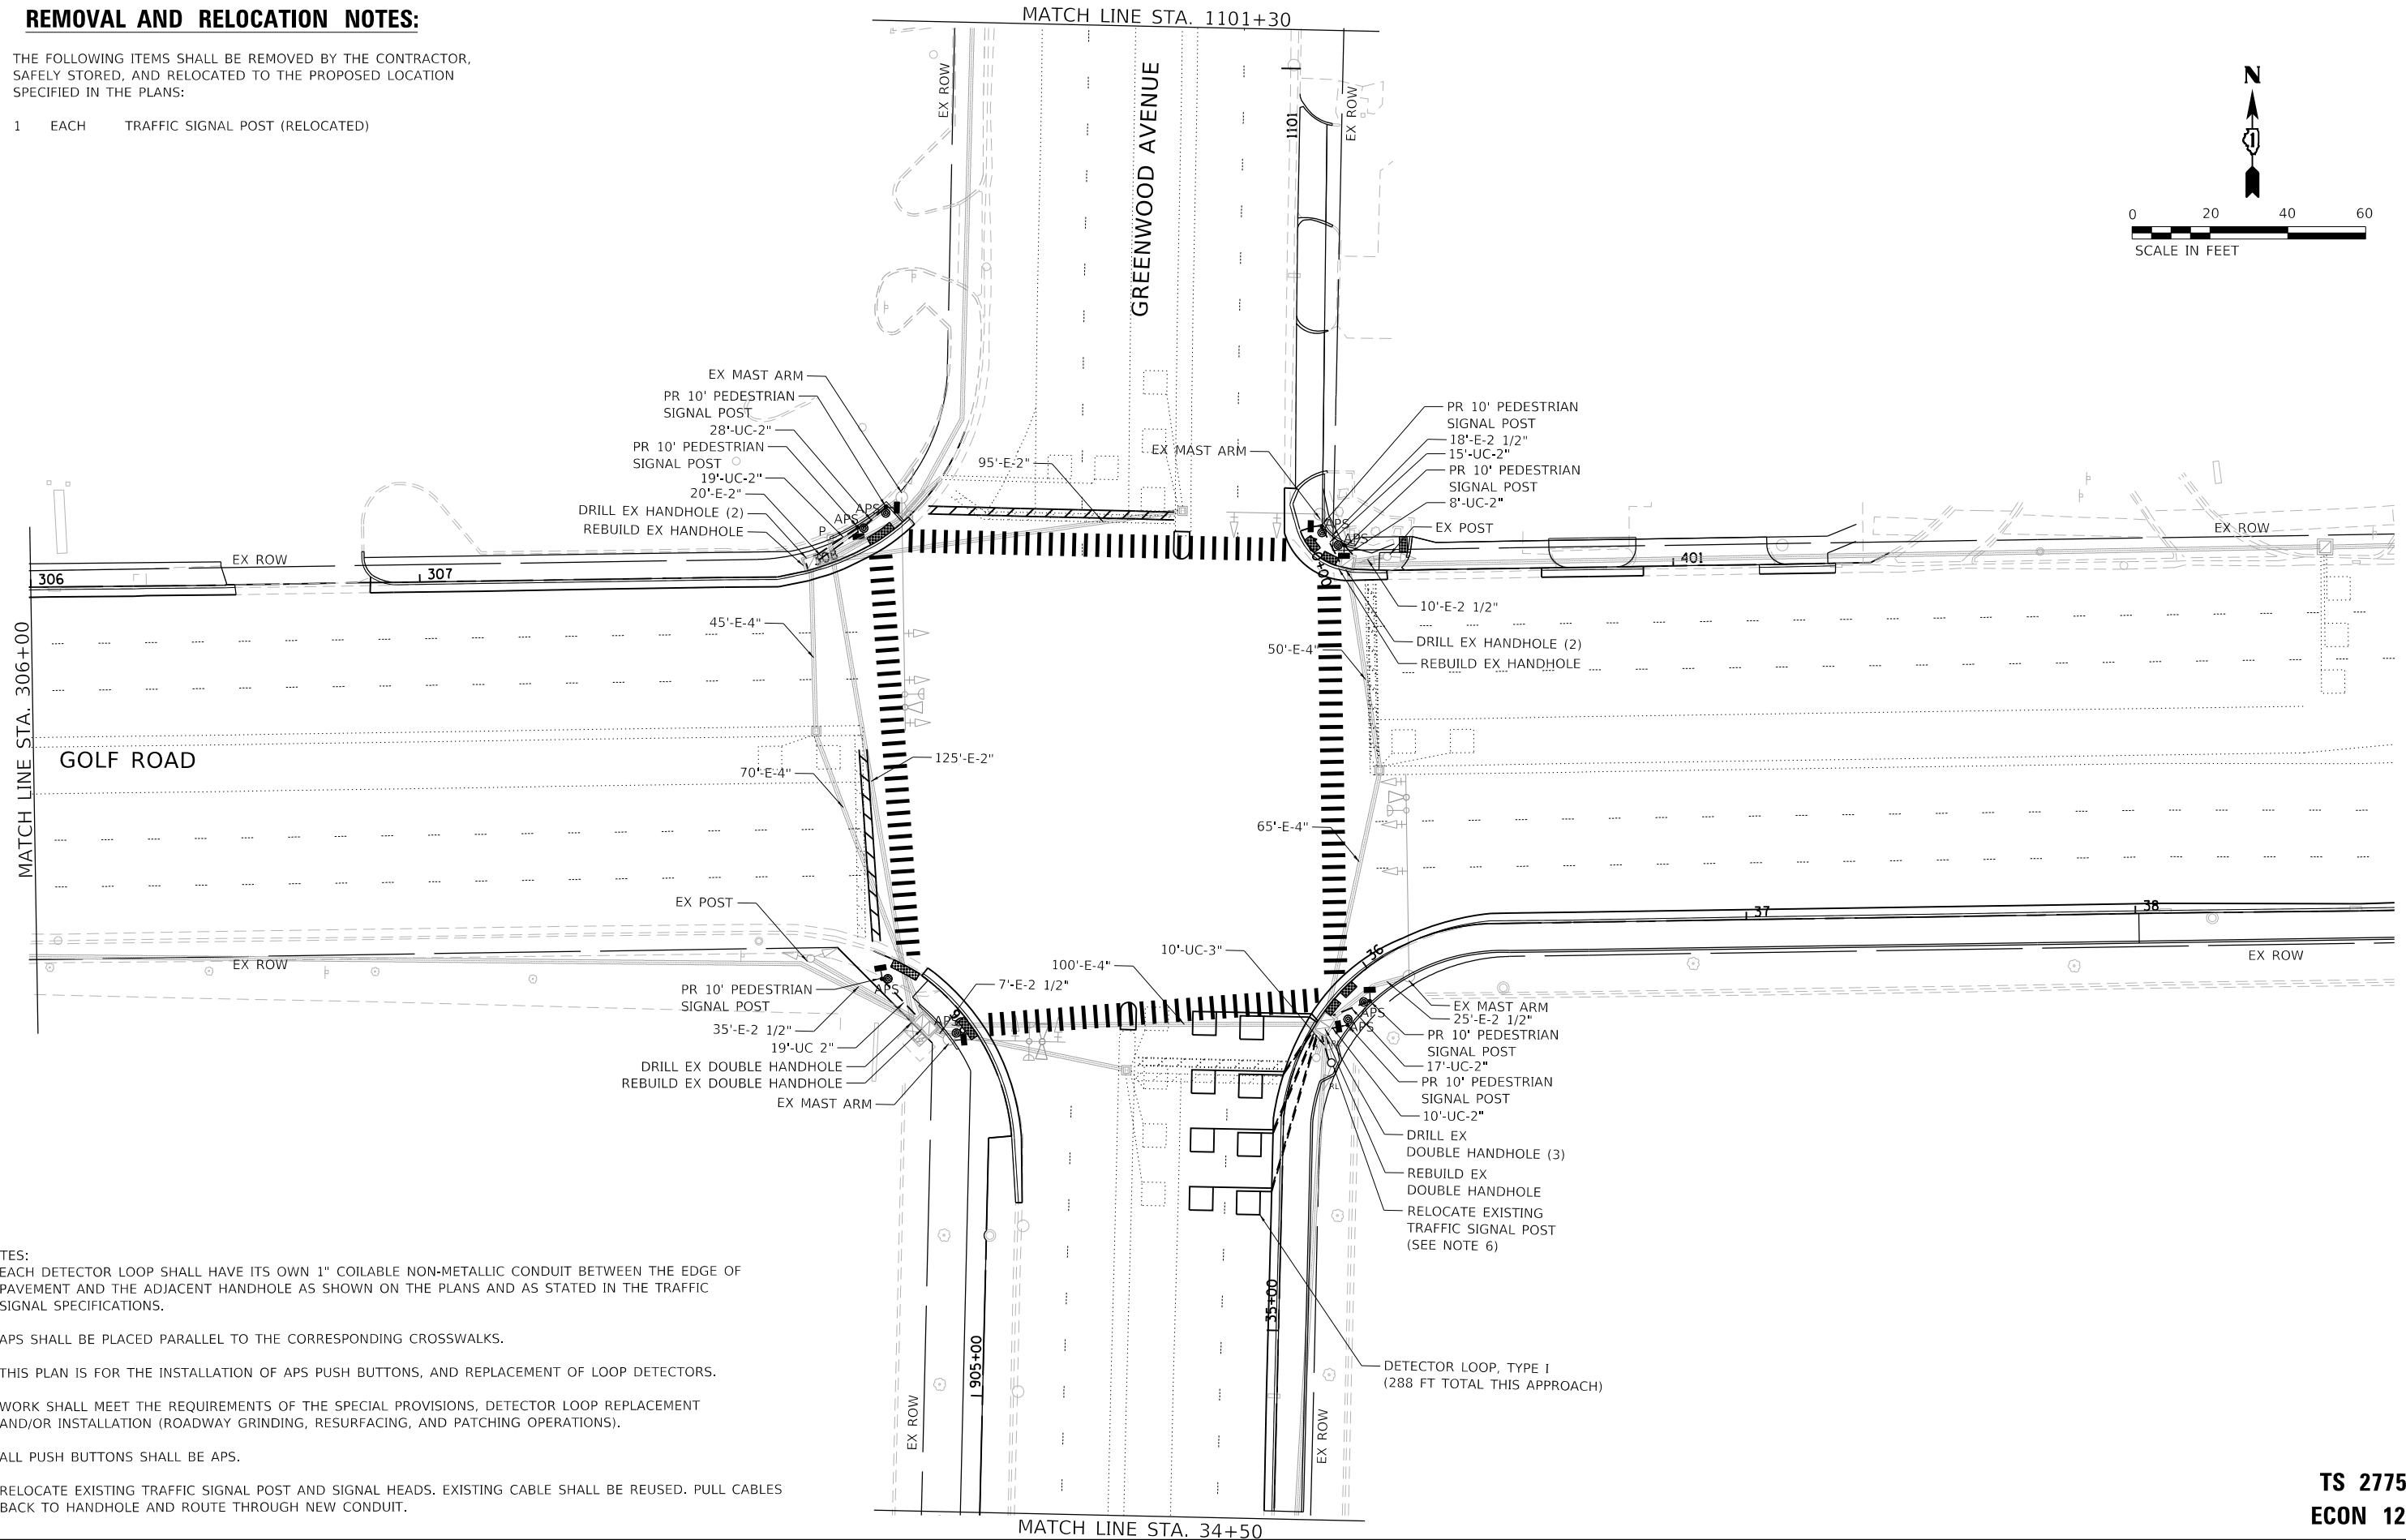 REMOVAL AND RELOCATION NOTES:
THE FOLLOWING ITEMS SHALL BE REMOVED BY THE CONTRACTOR,
SAFELY STORED, AND RELOCATED TO THE PROPOSED LOCATION
SPECIFIED IN THE PLANS:
1 EACH TRAFFIC SIGNAL POST (RELOCATED)
MATCH LINE STA. 1101+30
EX ROW
GREENWOOD AVENUE
1101
EX ROW
N
1
0 20 40 60
SCALE IN FEET
EX MAST ARM
PR 10' PEDESTRIAN
SIGNAL POST
28'-UC-2"
PR 10' PEDESTRIAN
SIGNAL POST
19'-UC-2"
20'-E-2"
DRILL EX HANDHOLE (2)
REBUILD EX HANDHOLE
APS
APS
P
308
95'-E-2"
EX MAST ARM
PR 10' PEDESTRIAN
SIGNAL POST
18'-E-2 1/2"
15'-UC-2"
PR 10' PEDESTRIAN
SIGNAL POST
8'-UC-2"
EX POST
APS
APS
10'-E-2 1/2"
DRILL EX HANDHOLE (2)
REBUILD EX HANDHOLE
EX ROW
401
306
EX ROW
307
MATCH LINE STA. 306+00
GOLF ROAD
45'-E-4"
50'-E-4"
70'-E-4"
125'-E-2"
65'-E-4"
EX POST
EX ROW
PR 10' PEDESTRIAN
SIGNAL POST
35'-E-2 1/2"
19'-UC 2"
DRILL EX DOUBLE HANDHOLE
REBUILD EX DOUBLE HANDHOLE
EX MAST ARM
APS
APS
7'-E-2 1/2"
100'-E-4"
10'-UC-3"
36
37
38
EX ROW
EX MAST ARM
25'-E-2 1/2"
PR 10' PEDESTRIAN
SIGNAL POST
17'-UC-2"
PR 10' PEDESTRIAN
SIGNAL POST
10'-UC-2"
DRILL EX
DOUBLE HANDHOLE (3)
REBUILD EX
DOUBLE HANDHOLE
RELOCATE EXISTING
TRAFFIC SIGNAL POST
(SEE NOTE 6)
APS
APS
RL
35+00
905+00
EX ROW
EX ROW
DETECTOR LOOP, TYPE I
(288 FT TOTAL THIS APPROACH)
TES:
EACH DETECTOR LOOP SHALL HAVE ITS OWN 1" COILABLE NON-METALLIC CONDUIT BETWEEN THE EDGE OF
PAVEMENT AND THE ADJACENT HANDHOLE AS SHOWN ON THE PLANS AND AS STATED IN THE TRAFFIC
SIGNAL SPECIFICATIONS.
APS SHALL BE PLACED PARALLEL TO THE CORRESPONDING CROSSWALKS.
THIS PLAN IS FOR THE INSTALLATION OF APS PUSH BUTTONS, AND REPLACEMENT OF LOOP DETECTORS.
WORK SHALL MEET THE REQUIREMENTS OF THE SPECIAL PROVISIONS, DETECTOR LOOP REPLACEMENT
AND/OR INSTALLATION (ROADWAY GRINDING, RESURFACING, AND PATCHING OPERATIONS).
ALL PUSH BUTTONS SHALL BE APS.
RELOCATE EXISTING TRAFFIC SIGNAL POST AND SIGNAL HEADS. EXISTING CABLE SHALL BE REUSED. PULL CABLES
BACK TO HANDHOLE AND ROUTE THROUGH NEW CONDUIT.
MATCH LINE STA. 34+50
TS 2775
ECON 12